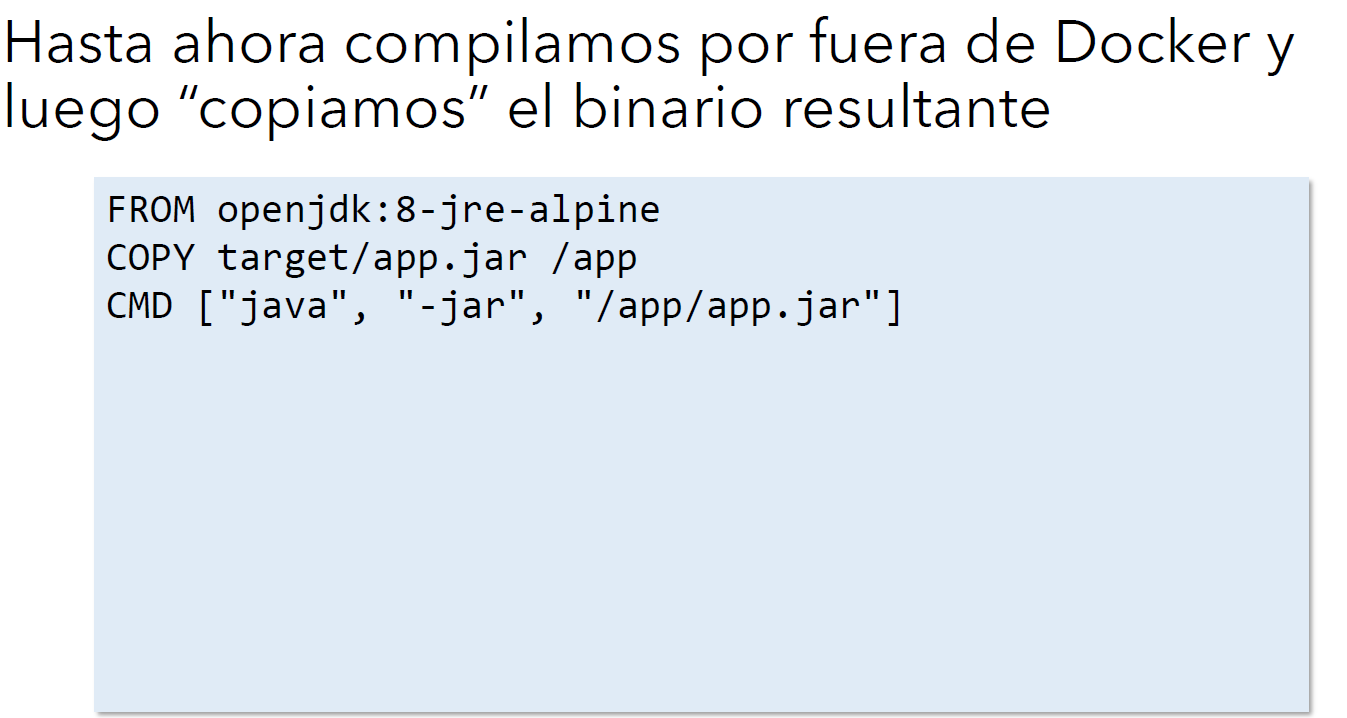 Hasta ahora compilamos por fuera de Docker y
luego “copiamos” el binario resultante
FROM openjdk:8-jre-alpine
COPY target/app.jar /app
CMD ["java", "-jar", "/app/app.jar"]